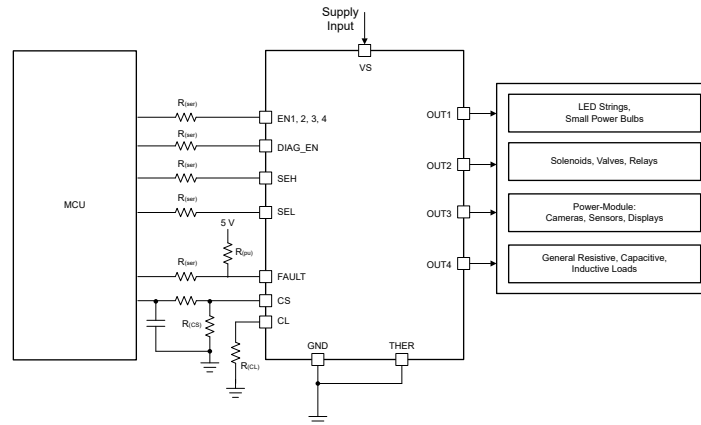 Supply
Input
VS
MCU
R(ser)
EN1, 2, 3, 4
R(ser)
DIAG_EN
R(ser)
SEH
R(ser)
SEL
5 V
R(pu)
R(ser)
FAULT
CS
R(CS)
CL
R(CL)
GND
THER
OUT1
OUT2
OUT3
OUT4
LED Strings,
Small Power Bulbs
Solenoids, Valves, Relays
Power-Module:
Cameras, Sensors, Displays
General Resistive, Capacitive,
Inductive Loads